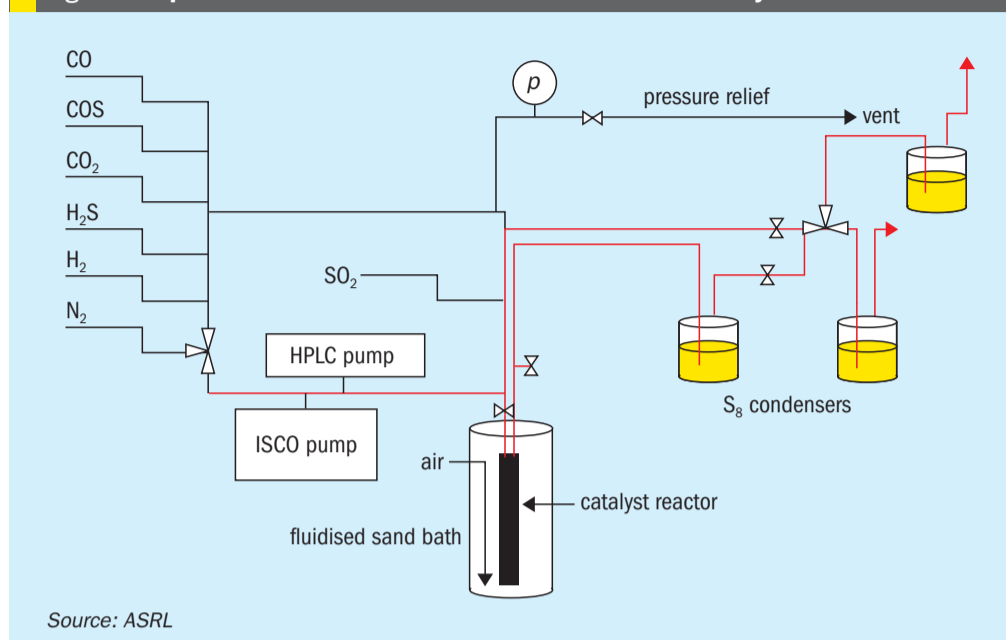 CO
COS
CO₂
H₂S
H₂
N₂
p
pressure relief
vent
SO₂
HPLC pump
ISCO pump
S₈ condensers
air
catalyst reactor
fluidised sand bath
Source: ASRL